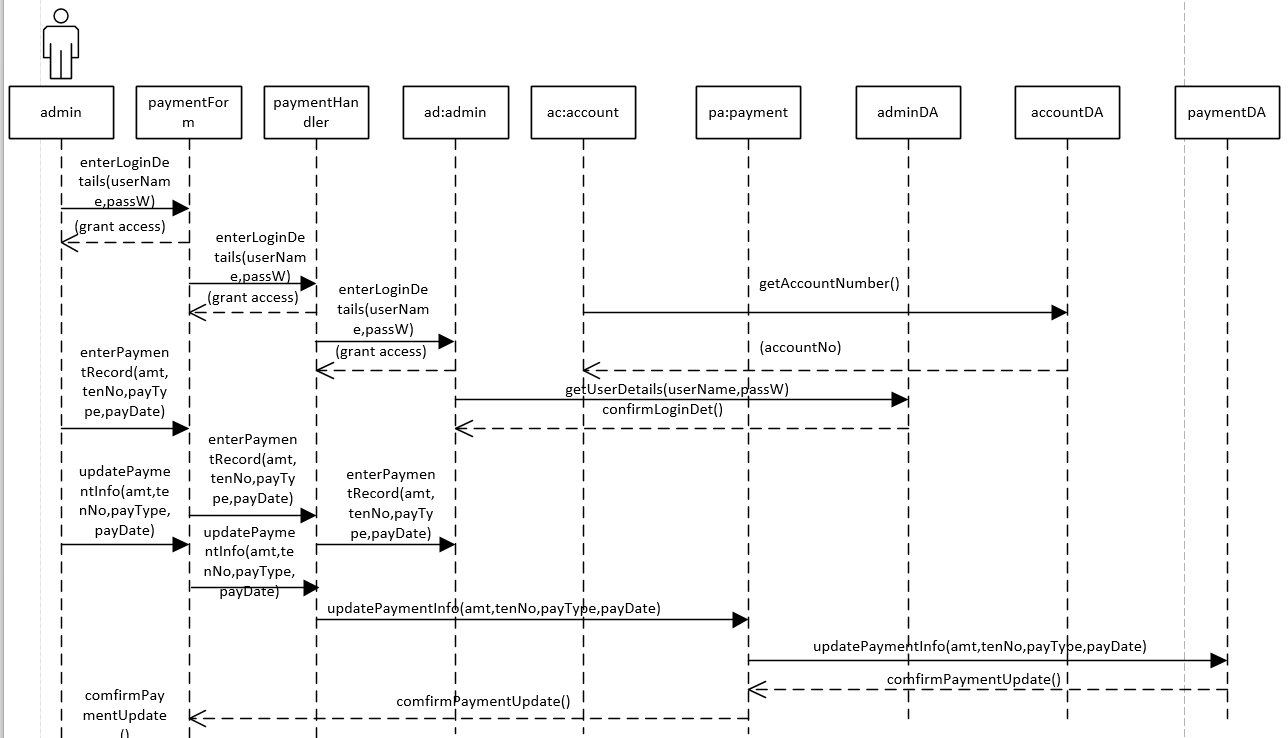 admin
paymentFor
m
paymentHan
dler
ad:admin
ac:account
pa:payment
adminDA
accountDA
paymentDA
enterLoginDe
tails(userNam
e,passW)
(grant access)
enterLoginDe
tails(userNam
e,passW)
(grant access)
enterLoginDe
tails(userNam
e,passW)
(grant access)
getAccountNumber()
(accountNo)
getUserDetails(userName,passW)
confirmLoginDet()
enterPaymen
tRecord(amt,
tenNo,payTy
pe,payDate)
enterPaymen
tRecord(amt,
tenNo,payTy
pe,payDate)
enterPaymen
tRecord(amt,
tenNo,payTy
pe,payDate)
updatePayme
ntInfo(amt,te
nNo,payType,
payDate)
updatePayme
ntInfo(amt,te
nNo,payType,
payDate)
updatePaymentInfo(amt,tenNo,payType,payDate)
updatePaymentInfo(amt,tenNo,payType,payDate)
comfirmPaymentUpdate()
comfirmPaymentUpdate()
comfirmPay
mentUpdate
()